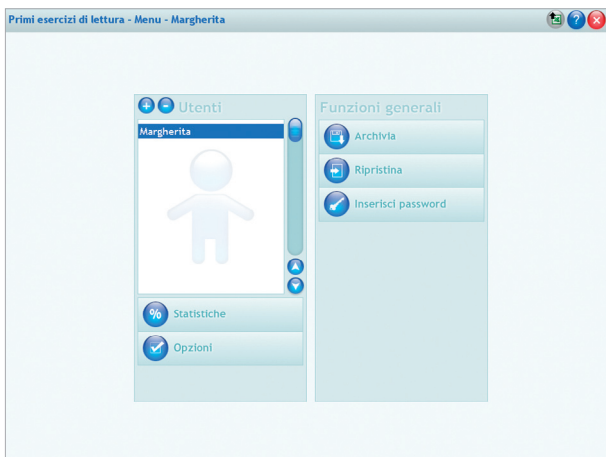 Primi esercizi di lettura - Menu - Margherita
Utenti
Margherita
Statistiche
Opzioni
Funzioni generali
Archivia
Ripristina
Inserisci password